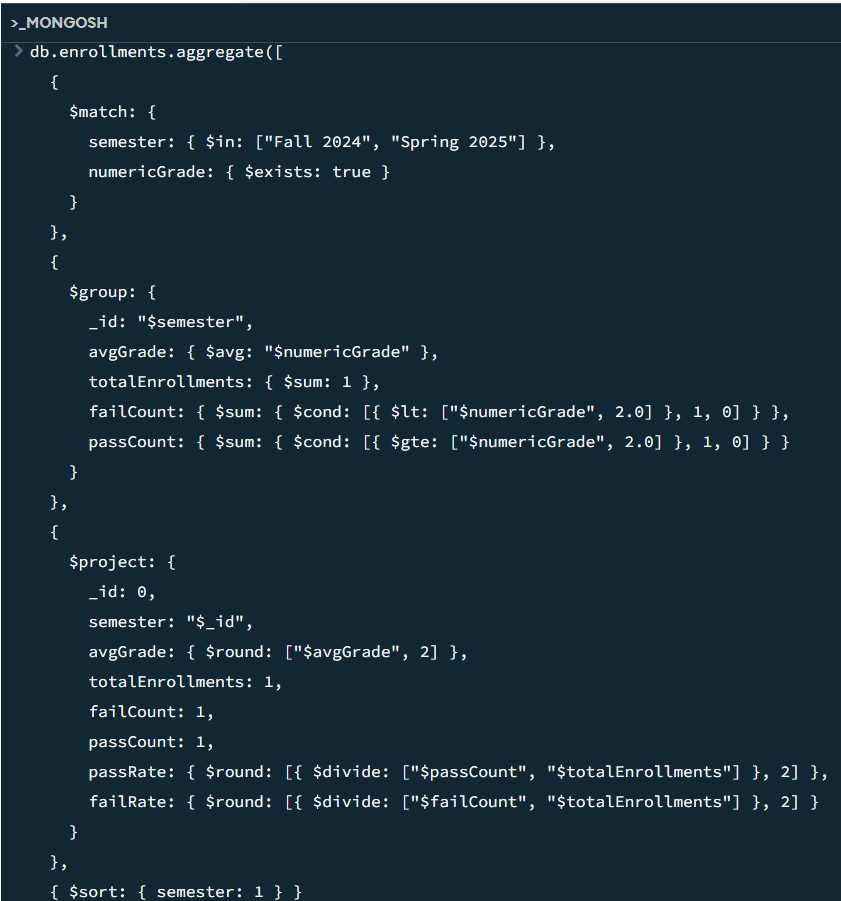 >_MONGOSH
> db.enrollments.aggregate([
{
$match: {
semester: { $in: ["Fall 2024", "Spring 2025"] },
numericGrade: { $exists: true }
}
},
{
$group: {
_id: "$semester",
avgGrade: { $avg: "$numericGrade" },
totalEnrollments: { $sum: 1 },
failCount: { $sum: { $cond: [{ $lt: ["$numericGrade", 2.0] }, 1, 0] } },
passCount: { $sum: { $cond: [{ $gte: ["$numericGrade", 2.0] }, 1, 0] } }
}
},
{
$project: {
_id: 0,
semester: "$_id",
avgGrade: { $round: ["$avgGrade", 2] },
totalEnrollments: 1,
failCount: 1,
passCount: 1,
passRate: { $round: [{ $divide: ["$passCount", "$totalEnrollments"] }, 2] },
failRate: { $round: [{ $divide: ["$failCount", "$totalEnrollments"] }, 2] }
}
},
{ $sort: { semester: 1 } }